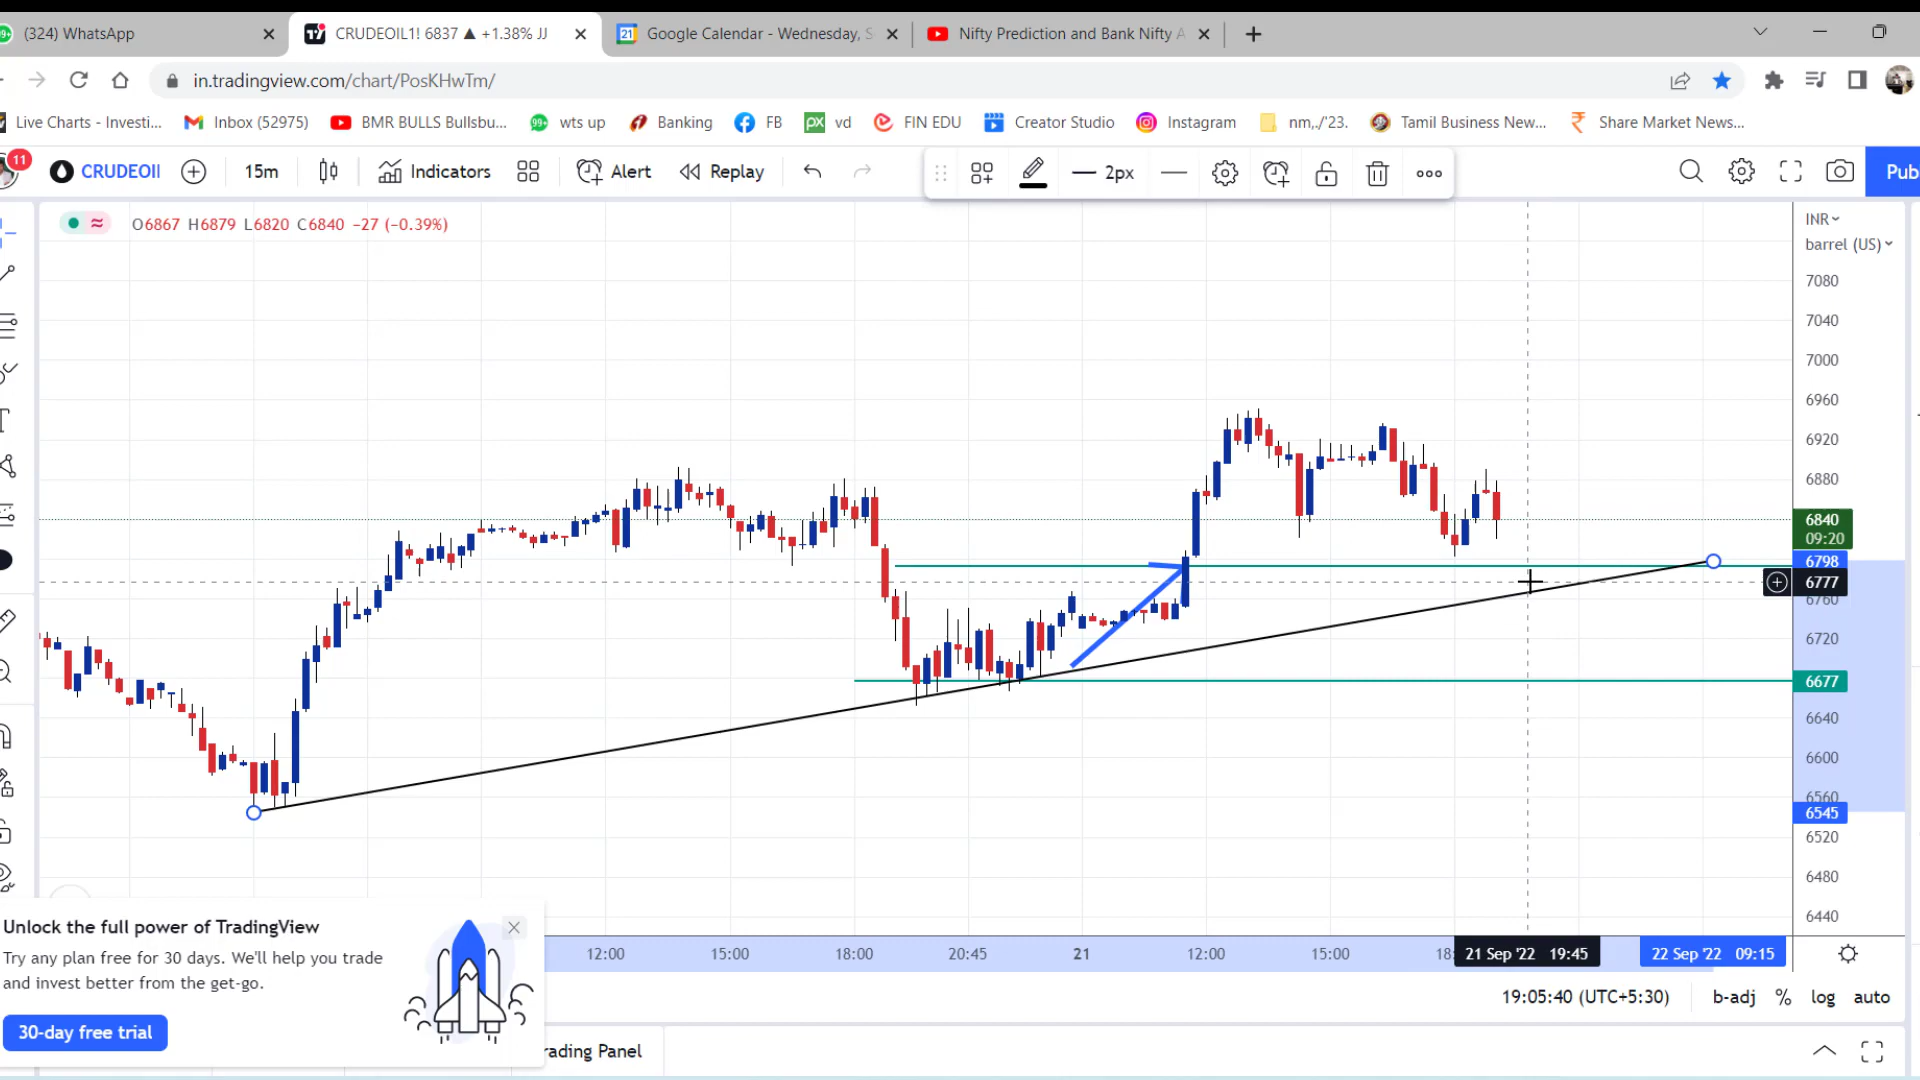 (324) WhatsApp
CRUDEOIL1! 6837 ▲ +1.38% JJ
Google Calendar - Wednesday, S
Nifty Prediction and Bank Nifty A
in.tradingview.com/chart/PosKHwTm/
Live Charts - Investi...
Inbox (52975)
BMR BULLS Bullsbu...
99+
wts up
Banking
FB
vd
FIN EDU
Creator Studio
Instagram
nm,./'23.
Tamil Business New...
Share Market News...
11
CRUDEOIl
15m
Indicators
Alert
Replay
2px
Pub
O6867 H6879 L6820 C6840 −27 (−0.39%)
INR
barrel (US)
7080
7040
7000
6960
6920
6880
6840
09:20
6798
6777
6760
6720
6677
6640
6600
6560
6545
6520
6480
6440
12:00
15:00
18:00
20:45
21
12:00
15:00
18:
21 Sep '22 19:45
22 Sep '22 09:15
19:05:40 (UTC+5:30)
b-adj
%
log
auto
Unlock the full power of TradingView
Try any plan free for 30 days. We'll help you trade
and invest better from the get-go.
30-day free trial
rading Panel